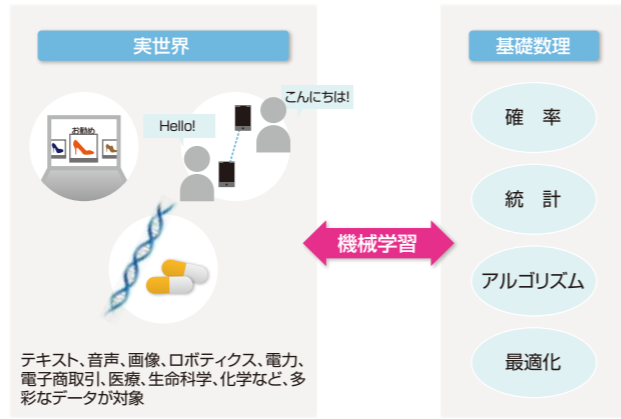 実世界
お勧め
Hello!
こんにちは!
テキスト、音声、画像、ロボティクス、電力、
電子商取引、医療、生命科学、化学など、多
彩なデータが対象
機械学習
基礎数理
確　率
統　計
アルゴリズム
最適化